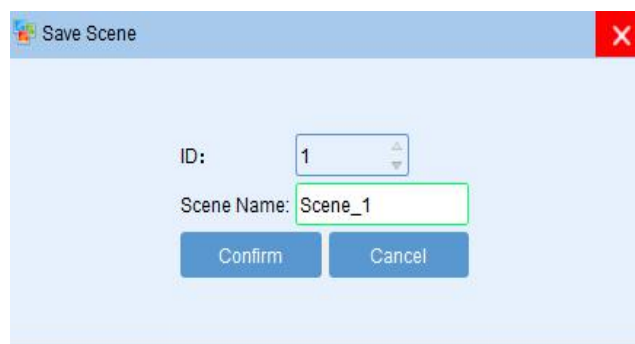 Save Scene
ID: 1
Scene Name: Scene_1
Confirm Cancel